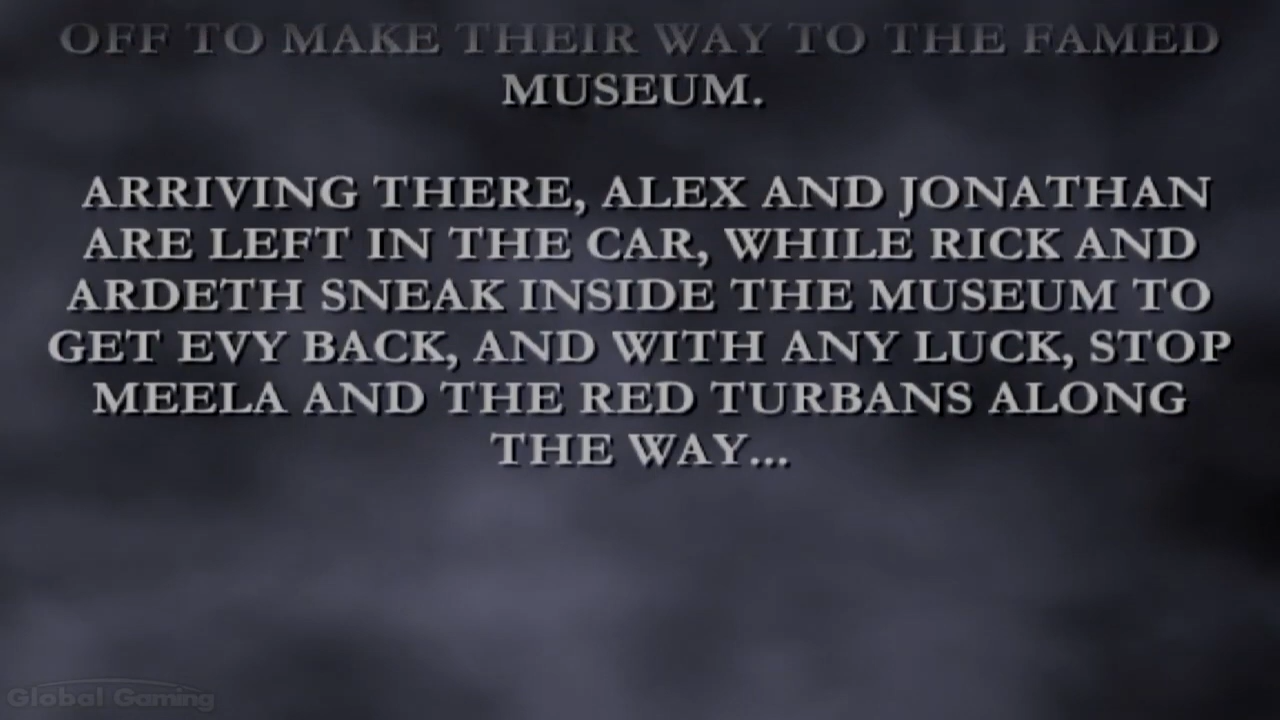 OFF TO MAKE THEIR WAY TO THE FAMED
MUSEUM.
ARRIVING THERE, ALEX AND JONATHAN
ARE LEFT IN THE CAR, WHILE RICK AND
ARDETH SNEAK INSIDE THE MUSEUM TO
GET EVY BACK, AND WITH ANY LUCK, STOP
MEELA AND THE RED TURBANS ALONG
THE WAY...
Global Gaming